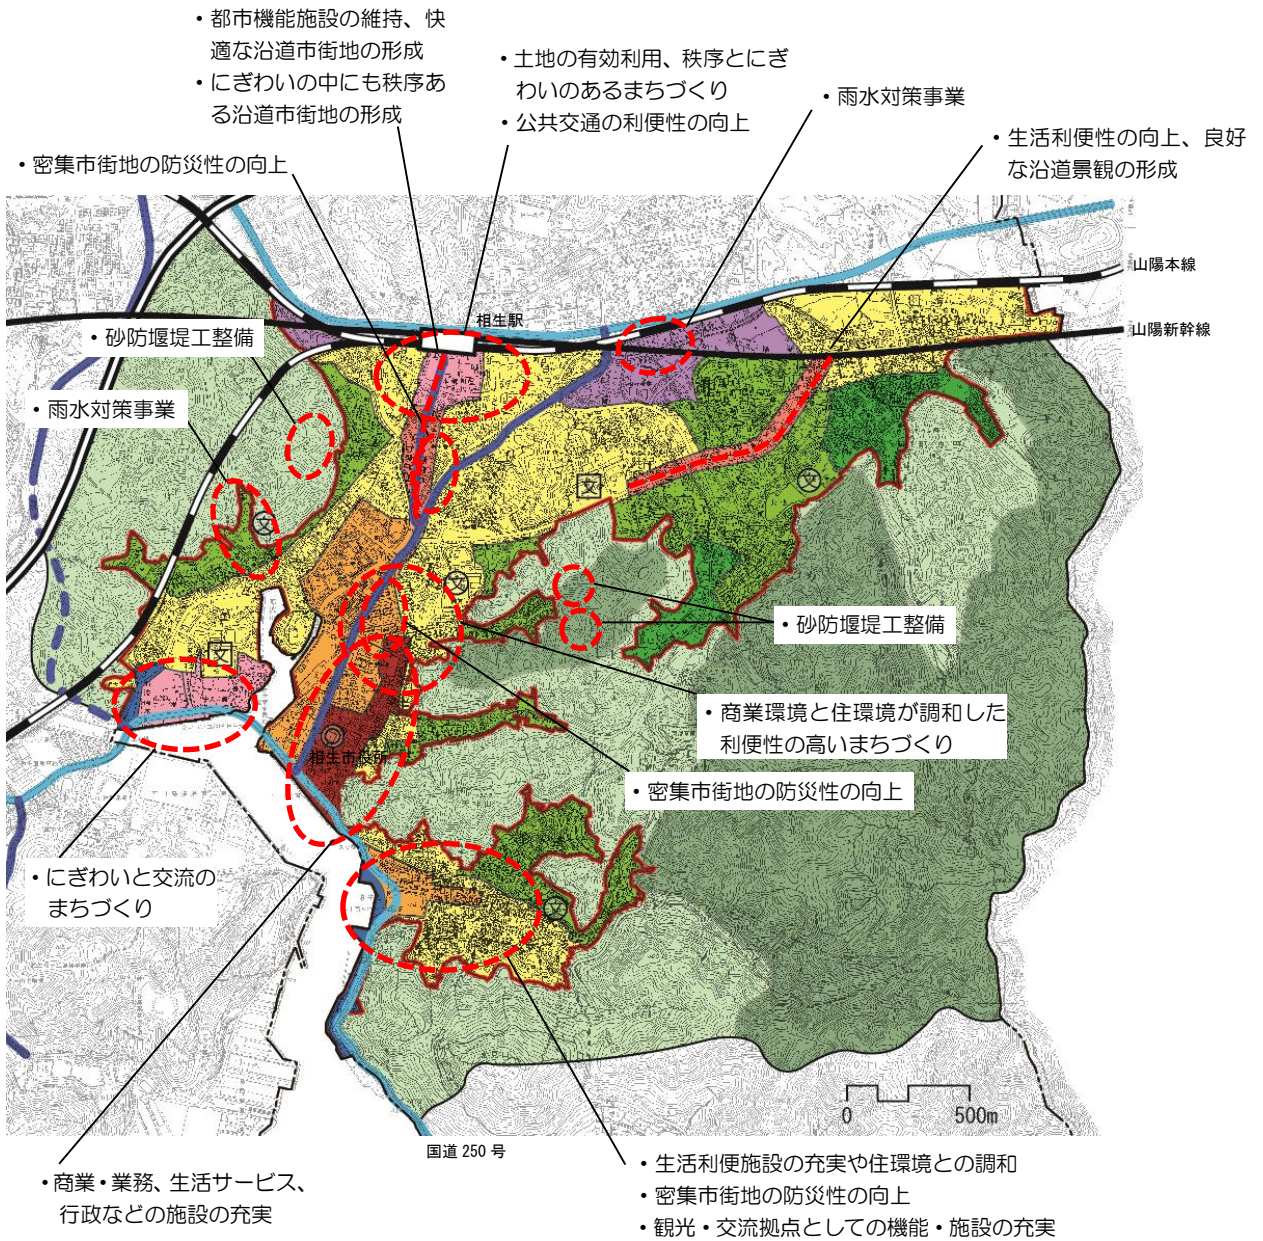 ・都市機能施設の維持、快
適な沿道市街地の形成
・にぎわいの中にも秩序あ
る沿道市街地の形成
・土地の有効利用、秩序とにぎ
わいのあるまちづくり
・公共交通の利便性の向上
・雨水対策事業
・生活利便性の向上、良好
な沿道景観の形成
・密集市街地の防災性の向上
山陽本線
相生駅
山陽新幹線
・砂防堰堤工整備
・雨水対策事業
文
文
文
文
文
・砂防堰堤工整備
文
・商業環境と住環境が調和した
利便性の高いまちづくり
相生市役所
・密集市街地の防災性の向上
・にぎわいと交流の
まちづくり
文
0 500m
国道 250 号
・商業・業務、生活サービス、
行政などの施設の充実
・生活利便施設の充実や住環境との調和
・密集市街地の防災性の向上
・観光・交流拠点としての機能・施設の充実